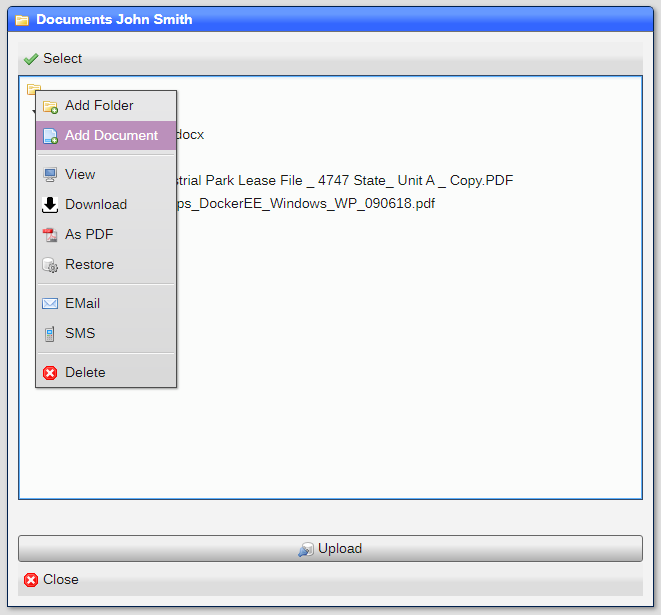 Documents John Smith
Select
Add Folder
Add Document
docx
View
strial Park Lease File _ 4747 State_ Unit A _ Copy.PDF
Download
ps_DockerEE_Windows_WP_090618.pdf
As PDF
Restore
EMail
SMS
Delete
Upload
Close